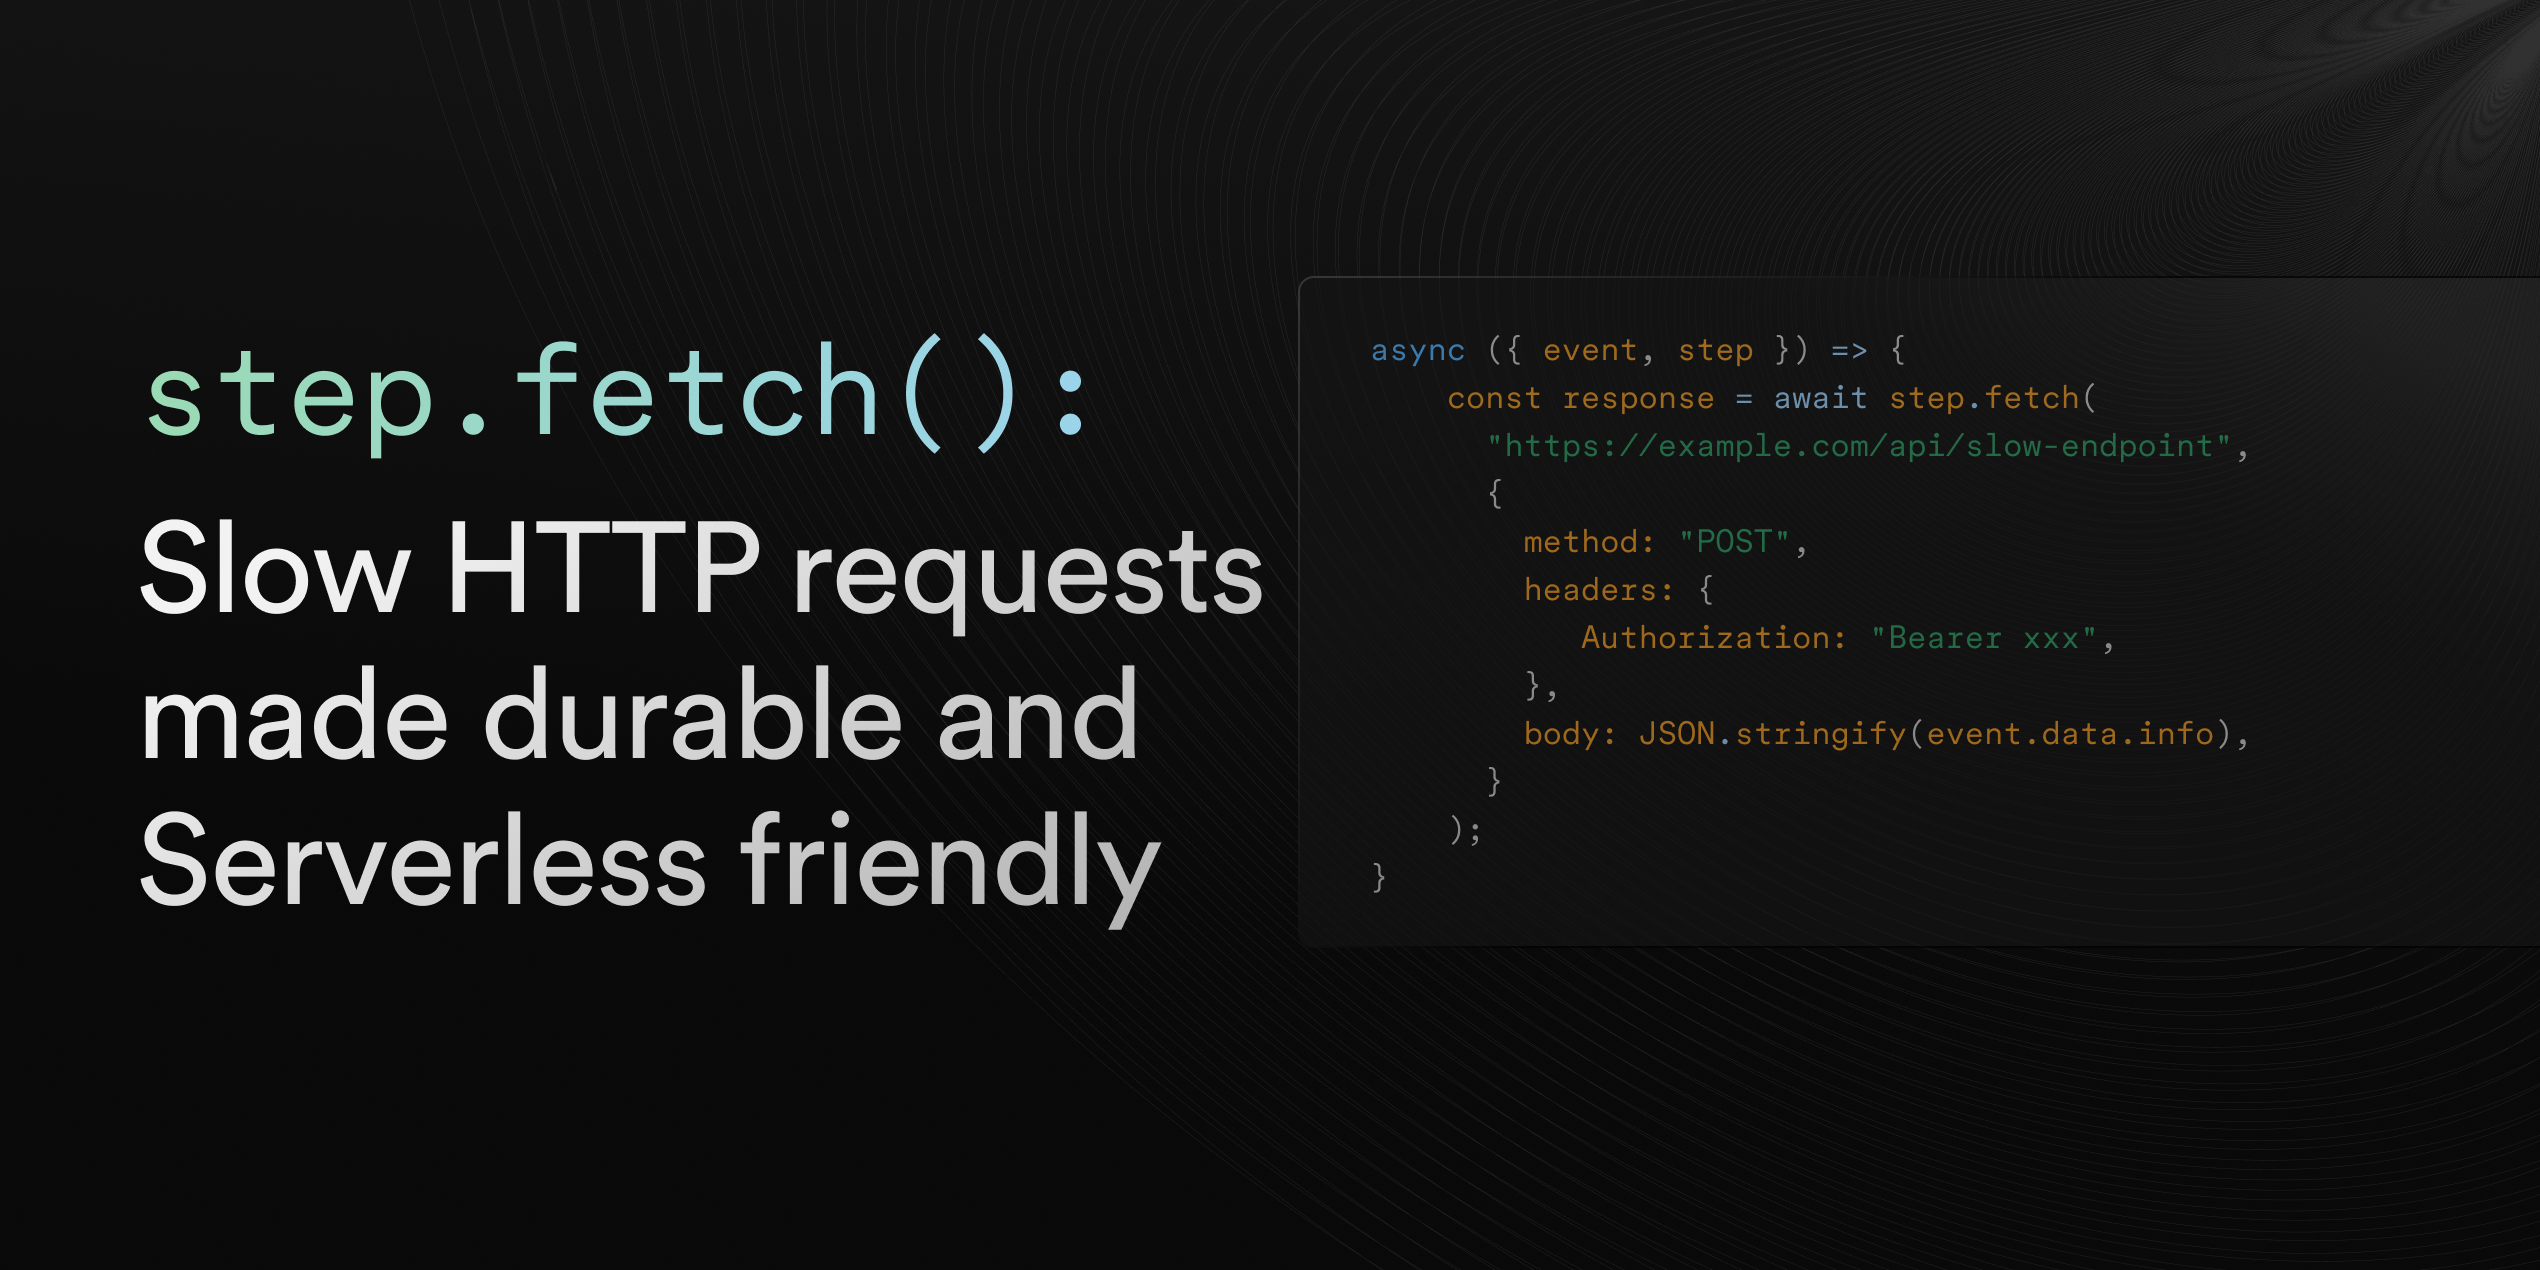 step.fetch():
Slow HTTP requests
made durable and
Serverless friendly
async ({ event, step }) => {
const response = await step.fetch(
"https://example.com/api/slow-endpoint",
{
method: "POST",
headers: {
Authorization: "Bearer xxx",
},
body: JSON.stringify(event.data.info),
}
);
}